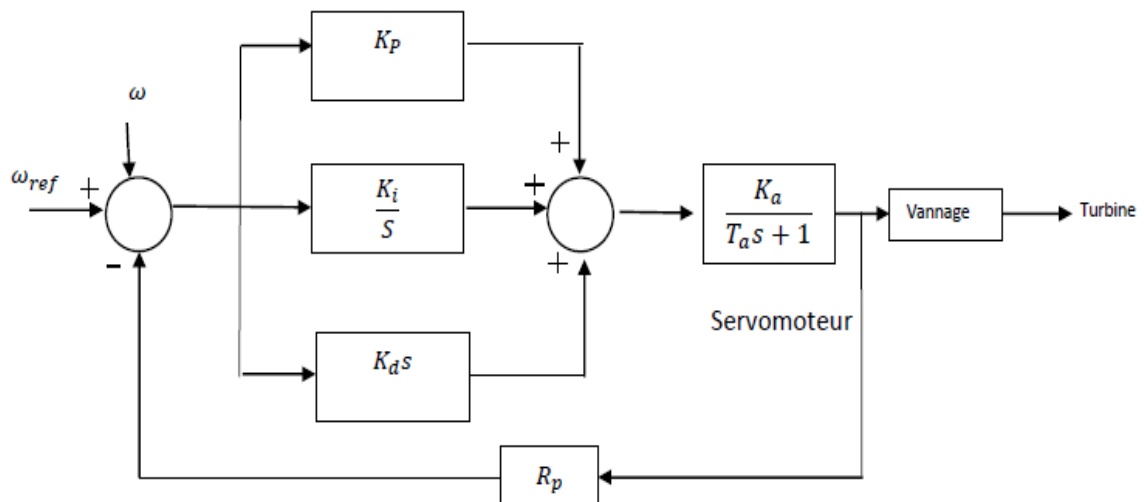 K_P
ω
ω_ref
+
-
K_i
S
+
+
+
K_a
T_a s + 1
Vannage
Turbine
Servomoteur
K_d s
R_p